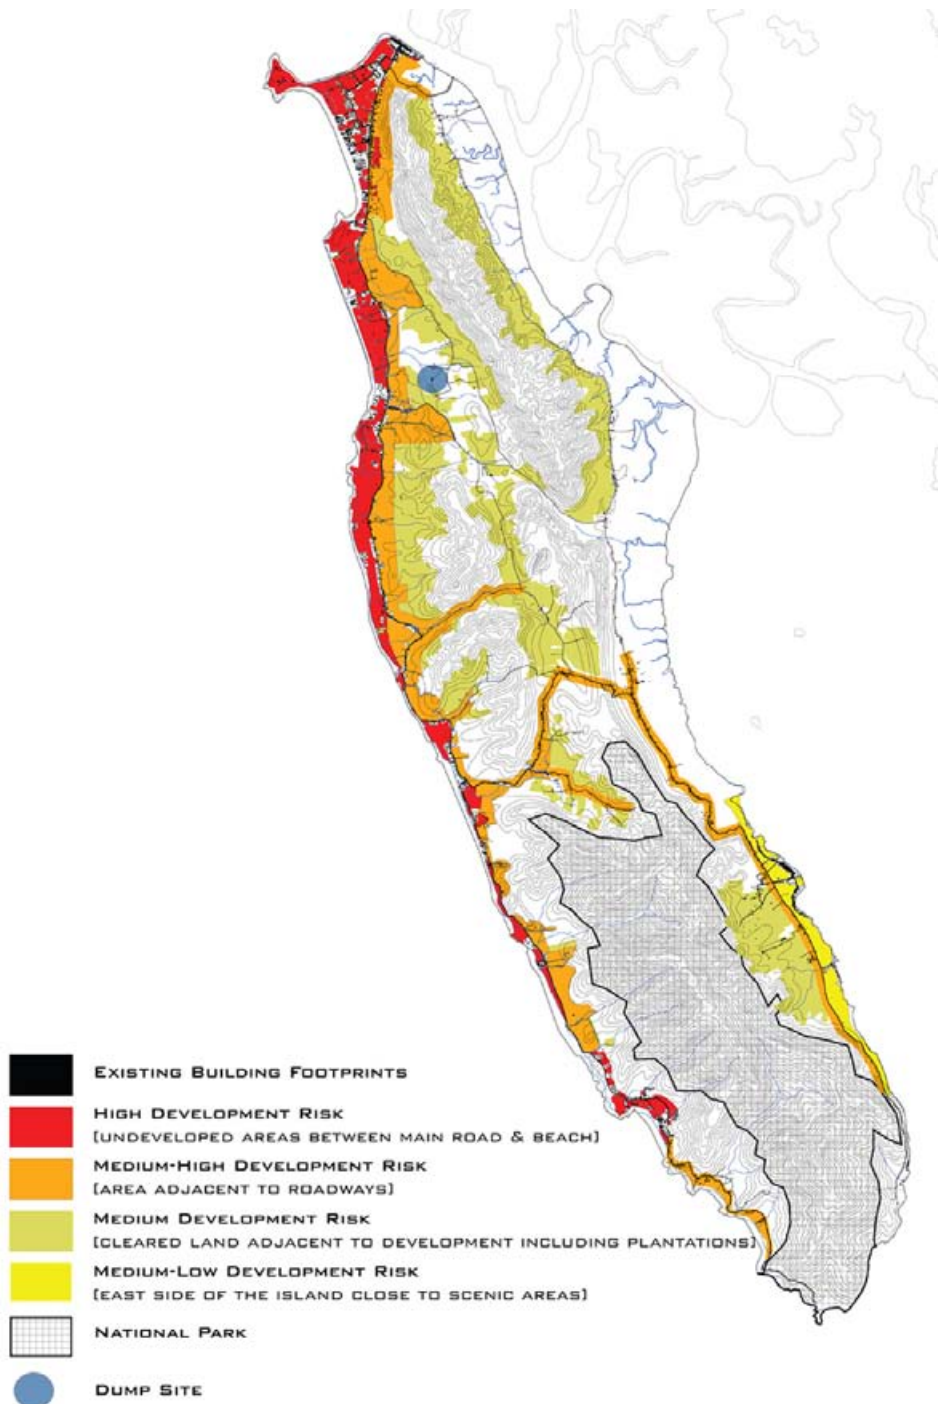 Existing Building Footprints
High Development Risk
[undeveloped areas between main road & beach]
Medium-High Development Risk
[area adjacent to roadways]
Medium Development Risk
[cleared land adjacent to development including plantations]
Medium-Low Development Risk
[east side of the island close to scenic areas]
National Park
Dump Site